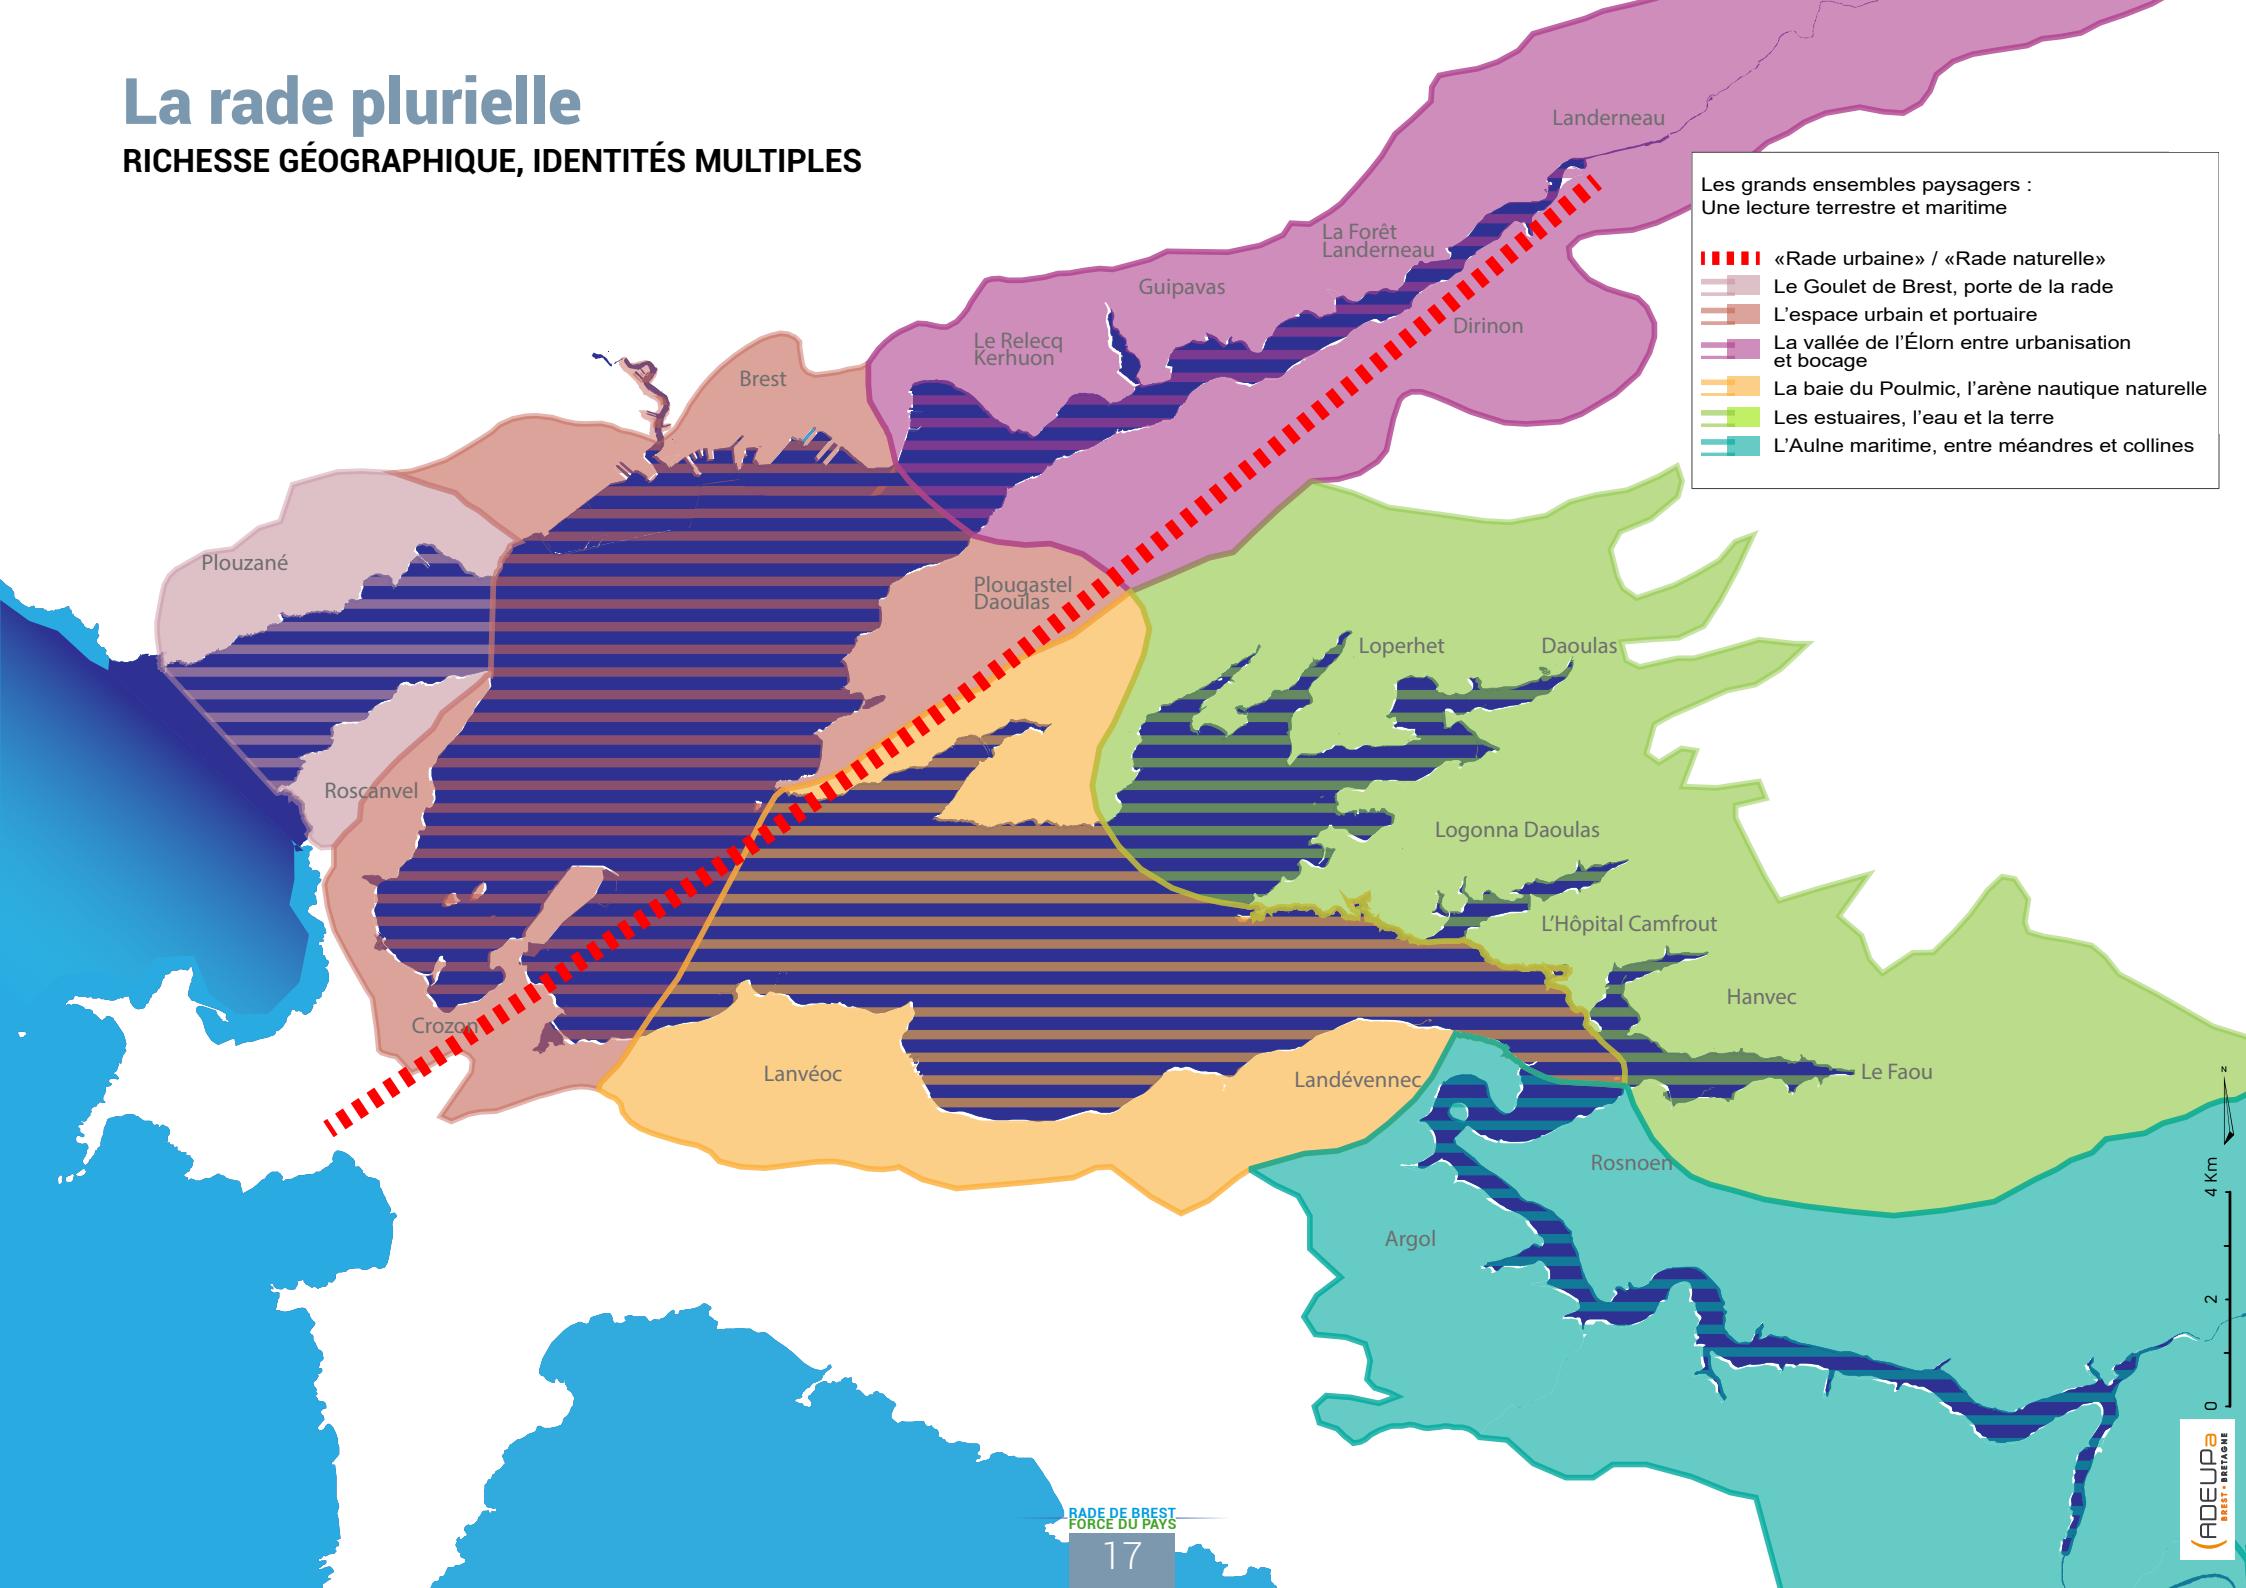 La rade plurielle
RICHESSE GÉOGRAPHIQUE, IDENTITÉS MULTIPLES
Landerneau
Les grands ensembles paysagers :
Une lecture terrestre et maritime
«Rade urbaine» / «Rade naturelle»
Le Goulet de Brest, porte de la rade
L'espace urbain et portuaire
La vallée de l'Élorn entre urbanisation
et bocage
La baie du Poulmic, l'arène nautique naturelle
Les estuaires, l'eau et la terre
L'Aulne maritime, entre méandres et collines
La Forêt
Landerneau
Guipavas
Dirinon
Le Relecq
Kerhuon
Brest
Plouzané
Plougastel
Daoulas
Loperhet
Daoulas
Roscanvel
Logonna Daoulas
L'Hôpital Camfrout
Hanvec
Crozon
Lanvéoc
Landévennec
Le Faou
Rosnoen
Argol
N
4 Km
2
0
ADEUPa
BREST • BRETAGNE
RADE DE BREST
FORCE DU PAYS
17